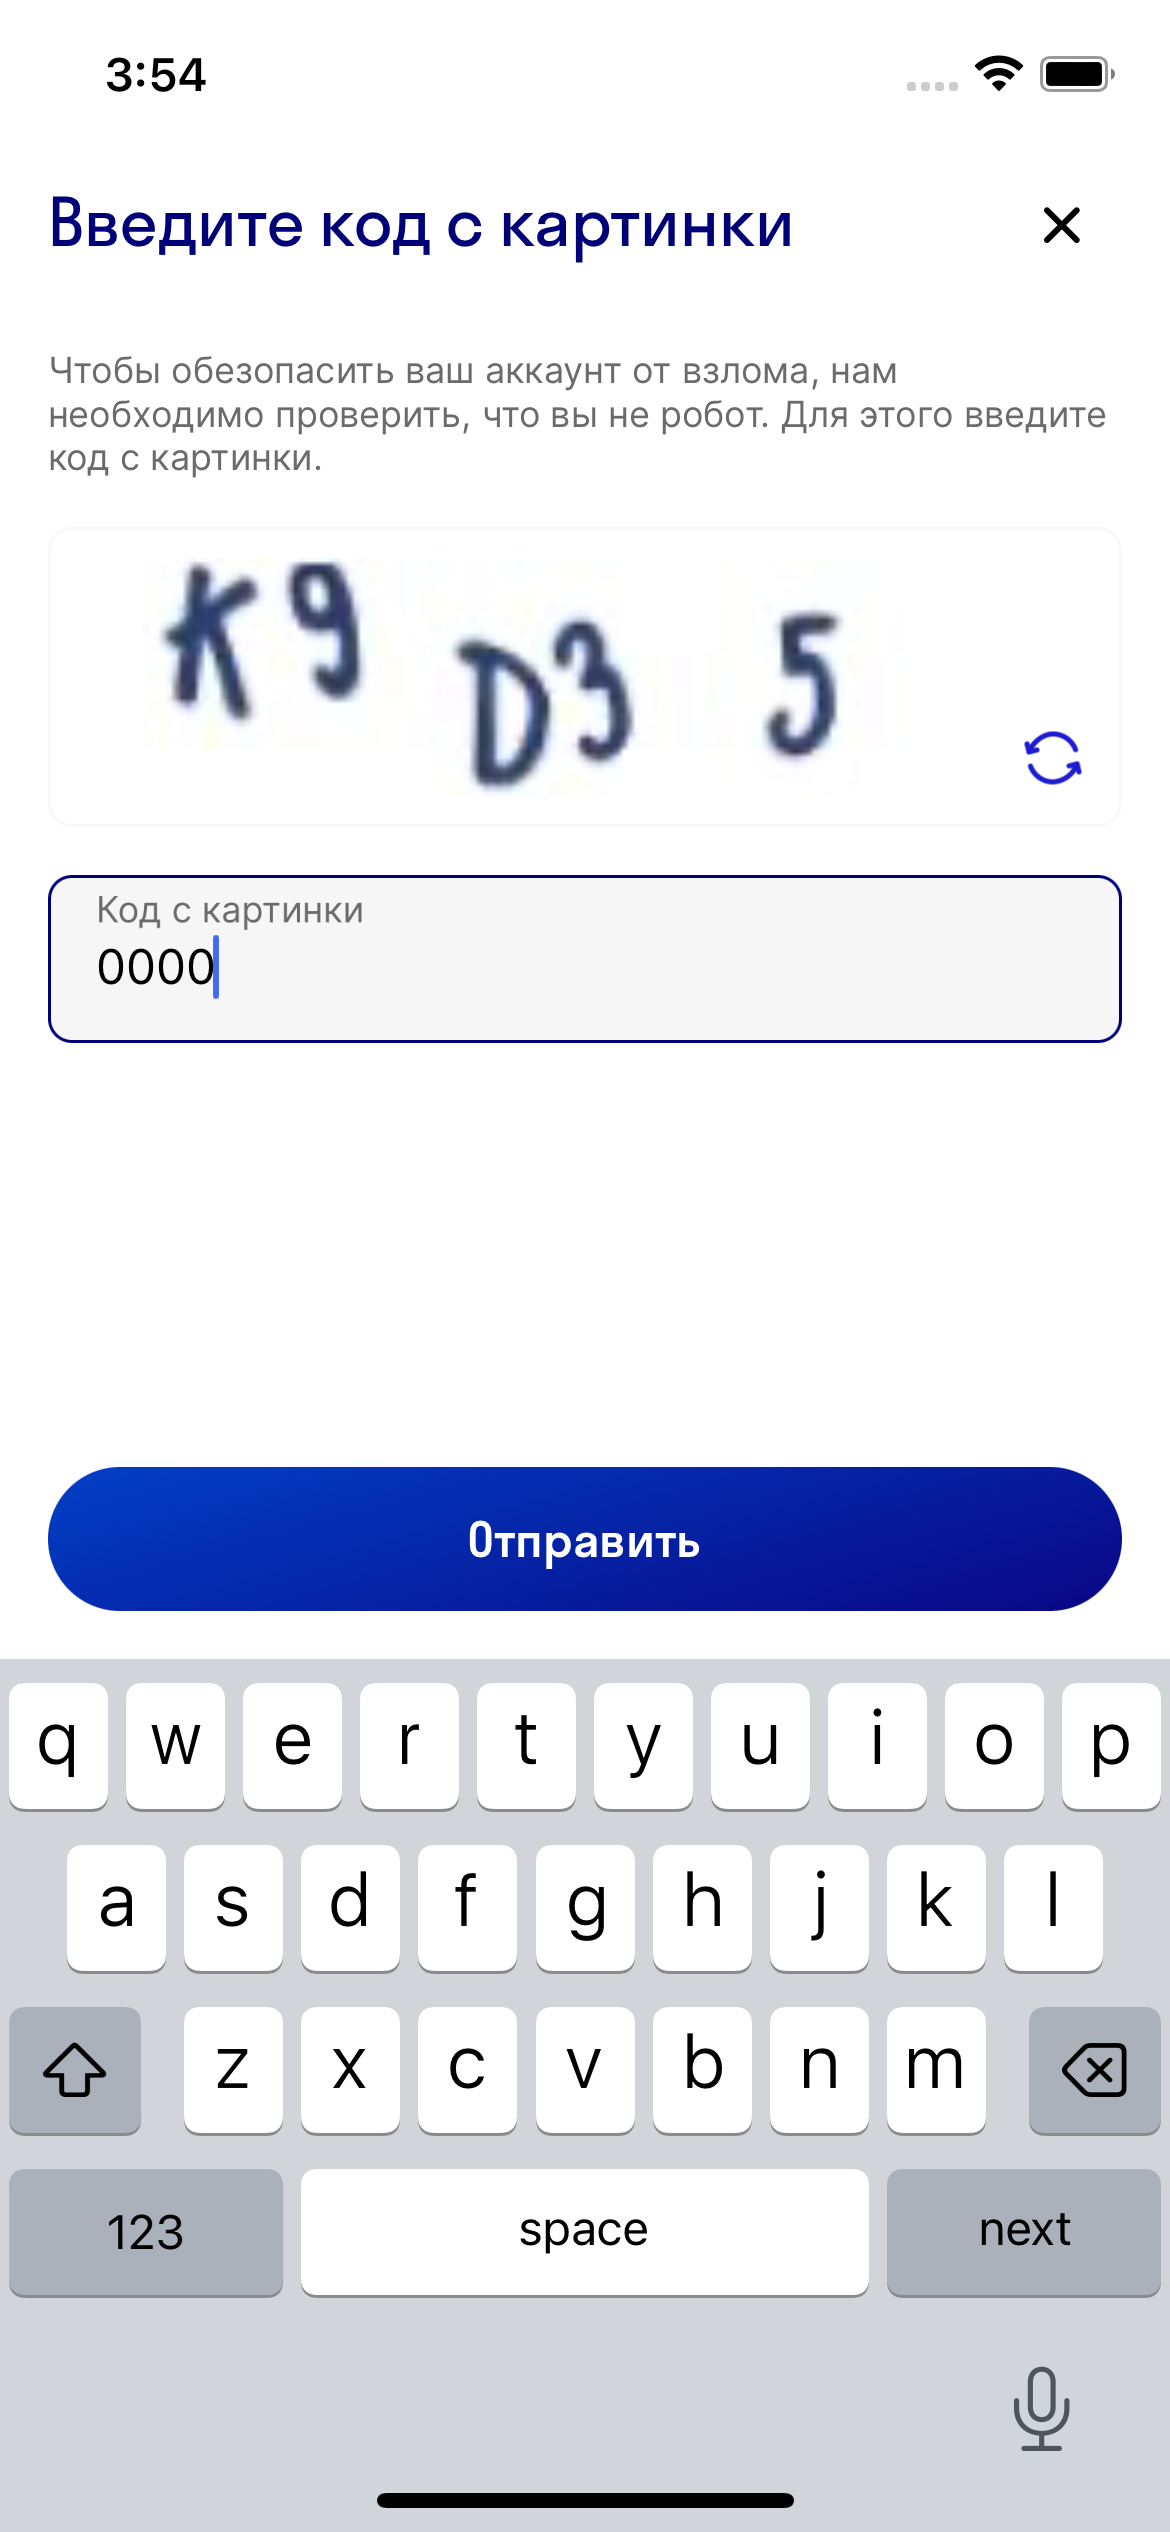 3:54
Введите код с картинки
Чтобы обезопасить ваш аккаунт от взлома, нам
необходимо проверить, что вы не робот. Для этого введите
код с картинки.
K9 D3 5
Код с картинки
0000
Отправить
q w e r t y u i o p
a s d f g h j k l
z x c v b n m
123 space next